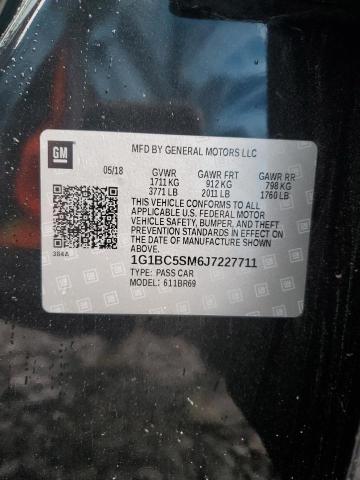 GM
MFD BY GENERAL MOTORS LLC
05/18 GVWR GAWR FRT GAWR RR
1711 KG 912 KG 798 KG
3771 LB 2011 LB 1760 LB
THIS VEHICLE CONFORMS TO ALL
APPLICABLE U.S. FEDERAL MOTOR
VEHICLE SAFETY, BUMPER, AND THEFT
PREVENTION STANDARDS IN EFFECT ON
THE DATE OF MANUFACTURE SHOWN
ABOVE.
384A
1G1BC5SM6J7227711
TYPE: PASS CAR
MODEL: 611BR69